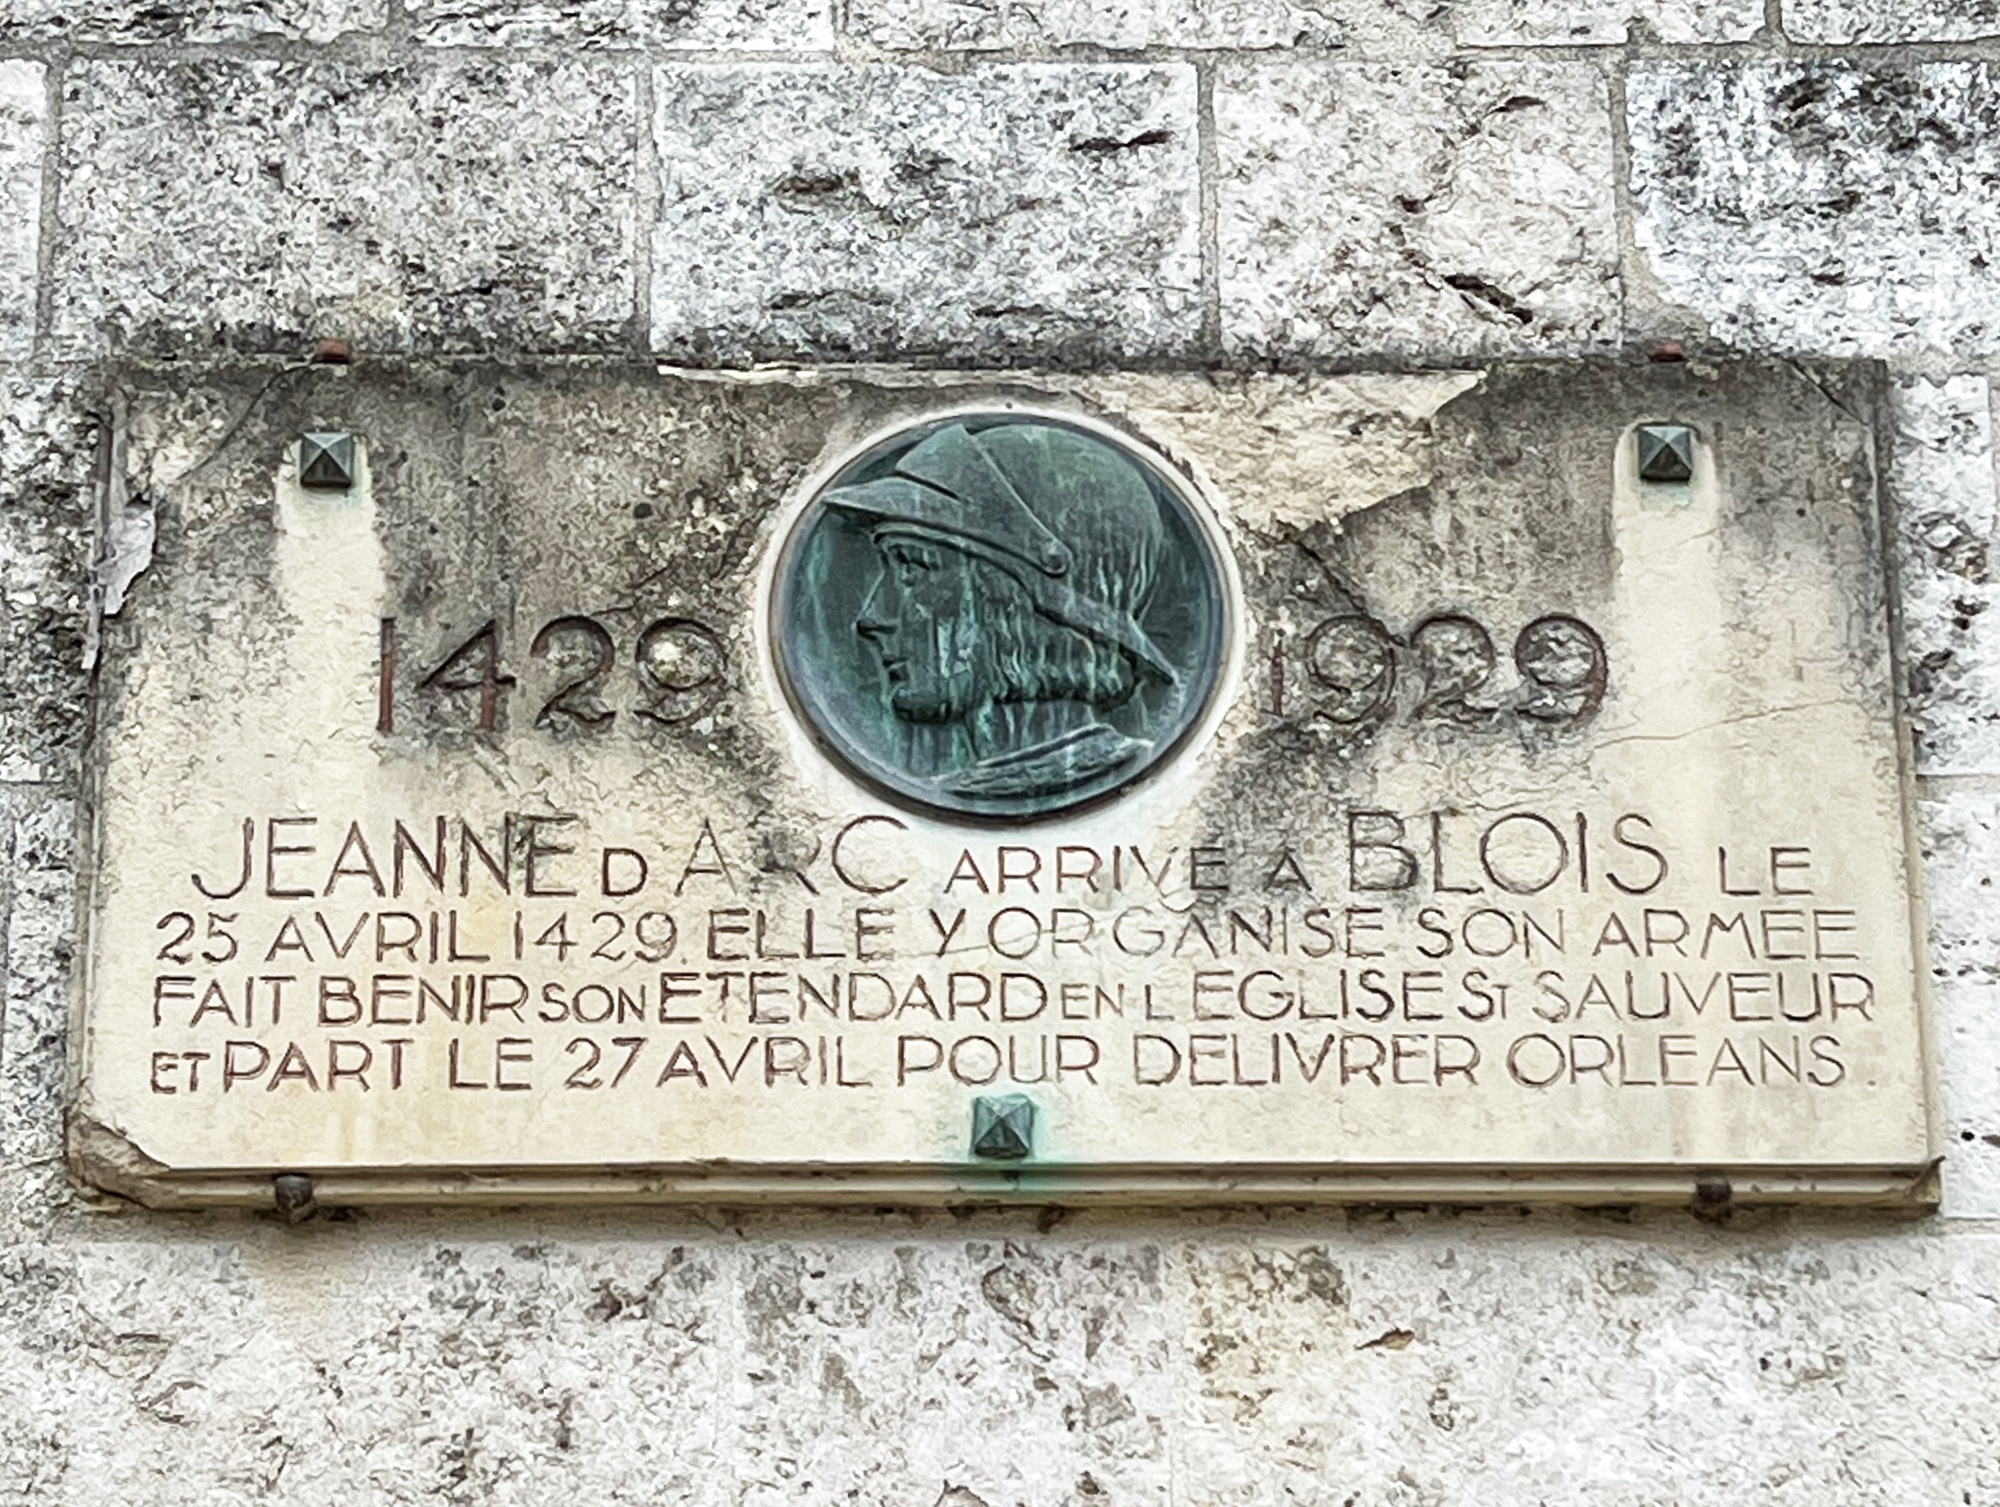 1429 1929
JEANNE D ARC ARRIVE A BLOIS LE
25 AVRIL 1429. ELLE Y ORGANISE SON ARMEE
FAIT BENIR SON ETENDARD EN L EGLISE ST SAUVEUR
ET PART LE 27 AVRIL POUR DELIVRER ORLEANS.